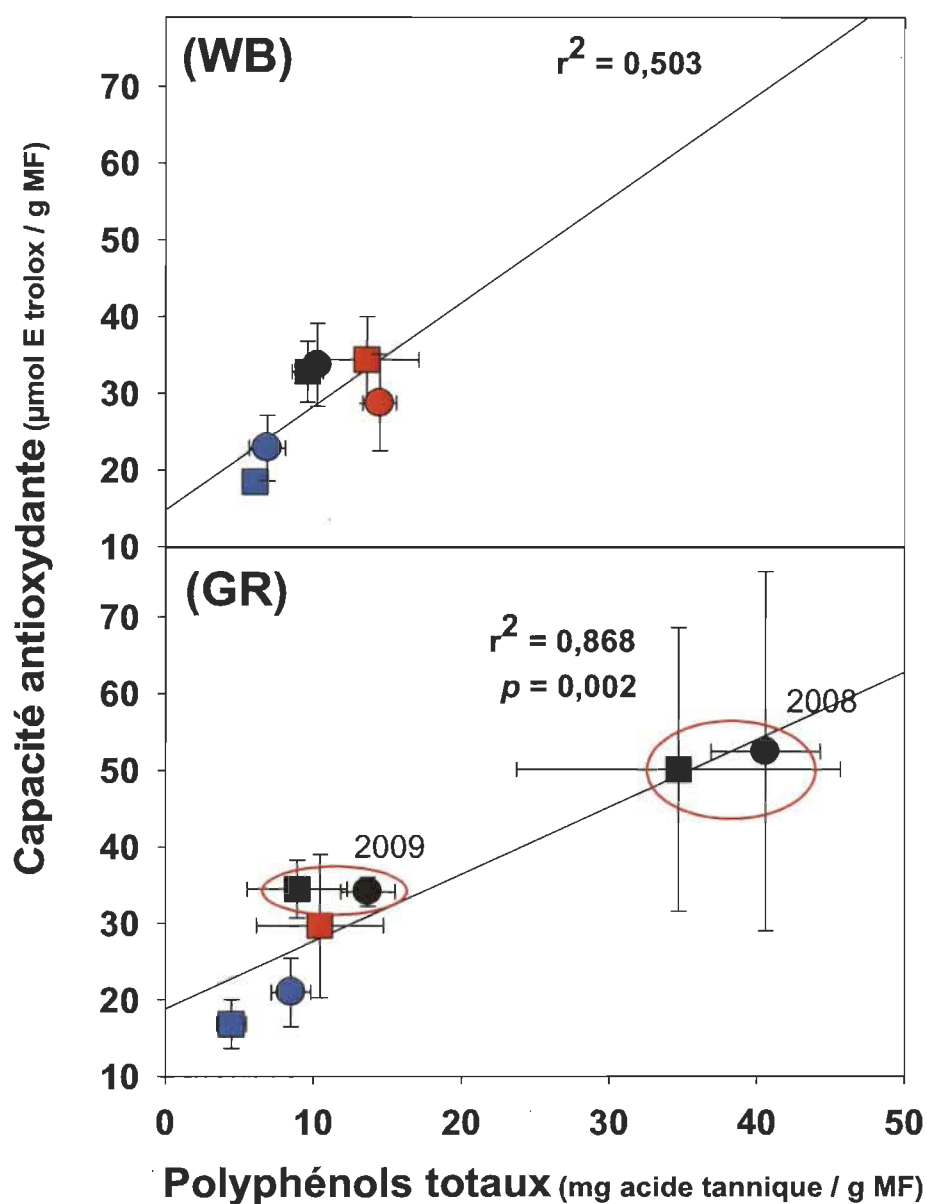 (WB)
r² = 0,503
70
60
50
40
30
20
10
(GR)
r² = 0,868
p = 0,002
2008
2009
70
60
50
40
30
20
10
0 10 20 30 40 50
Capacité antioxydante (µmol E trolox / g MF)
Polyphénols totaux (mg acide tannique / g MF)